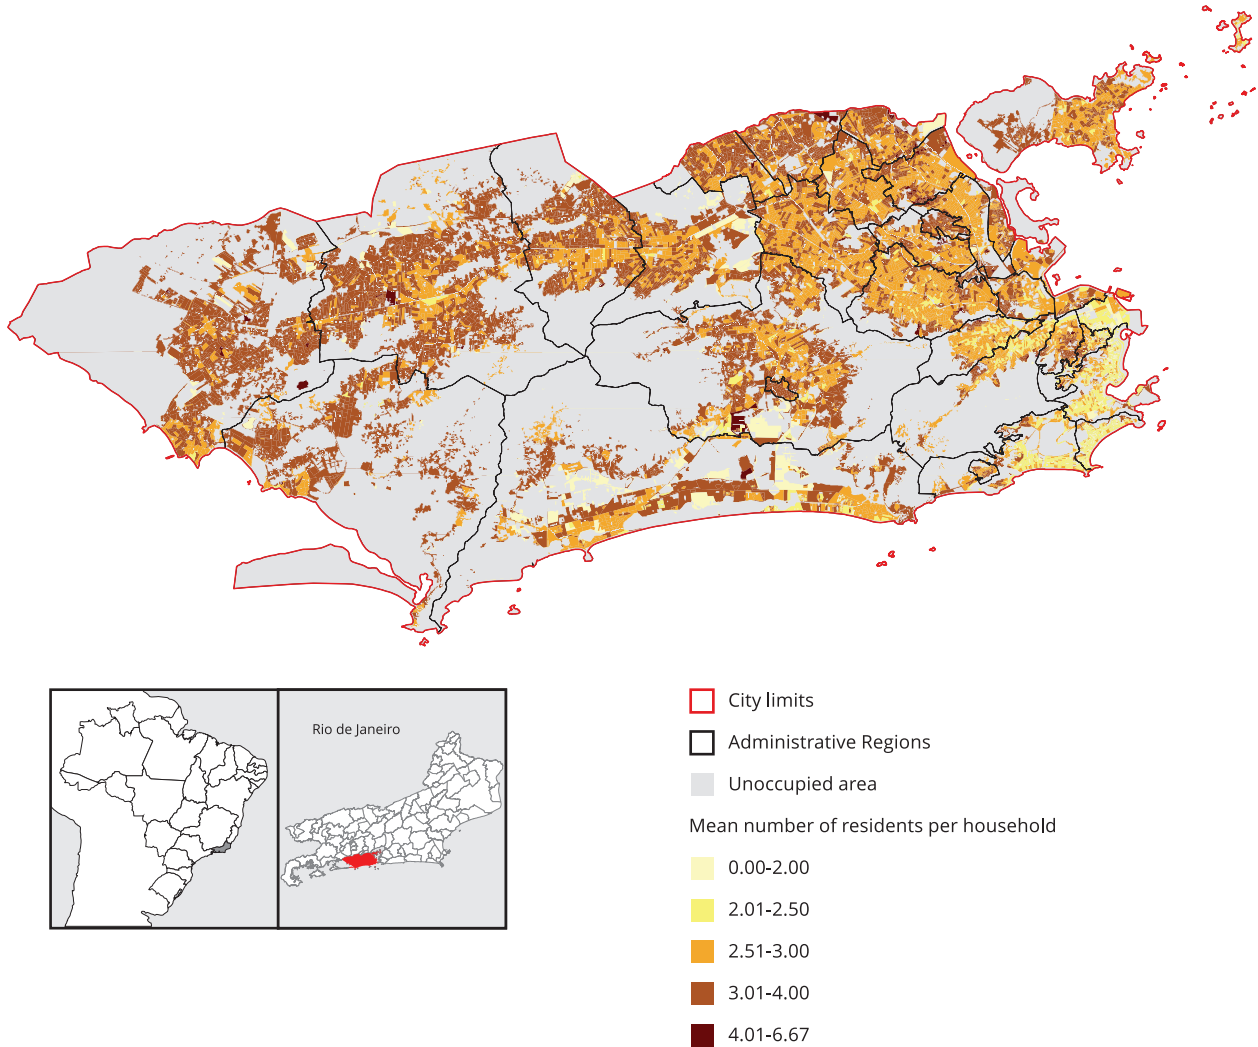 Rio de Janeiro
City limits
Administrative Regions
Unoccupied area
Mean number of residents per household
0.00-2.00
2.01-2.50
2.51-3.00
3.01-4.00
4.01-6.67